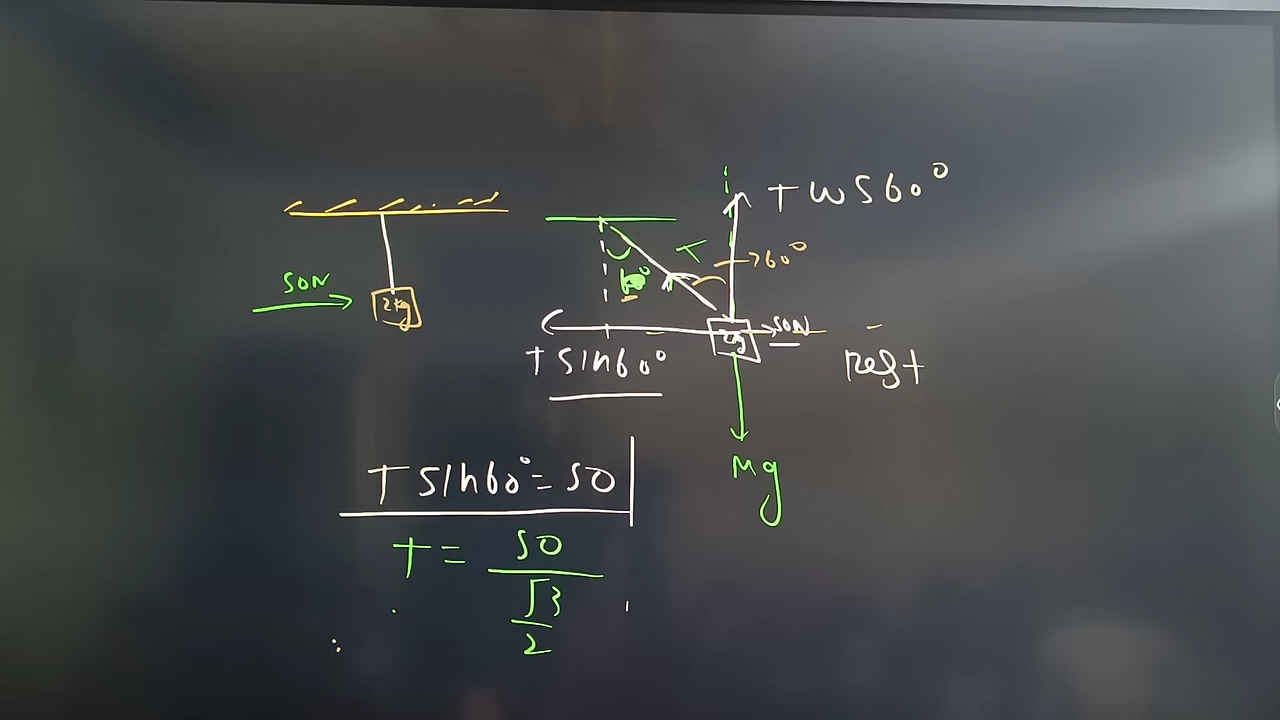 50N
2kg
T cos 60°
T
60°
60°
T sin 60°
50N
Rest
Mg
T sin 60° = 50
T = 50
√3
2